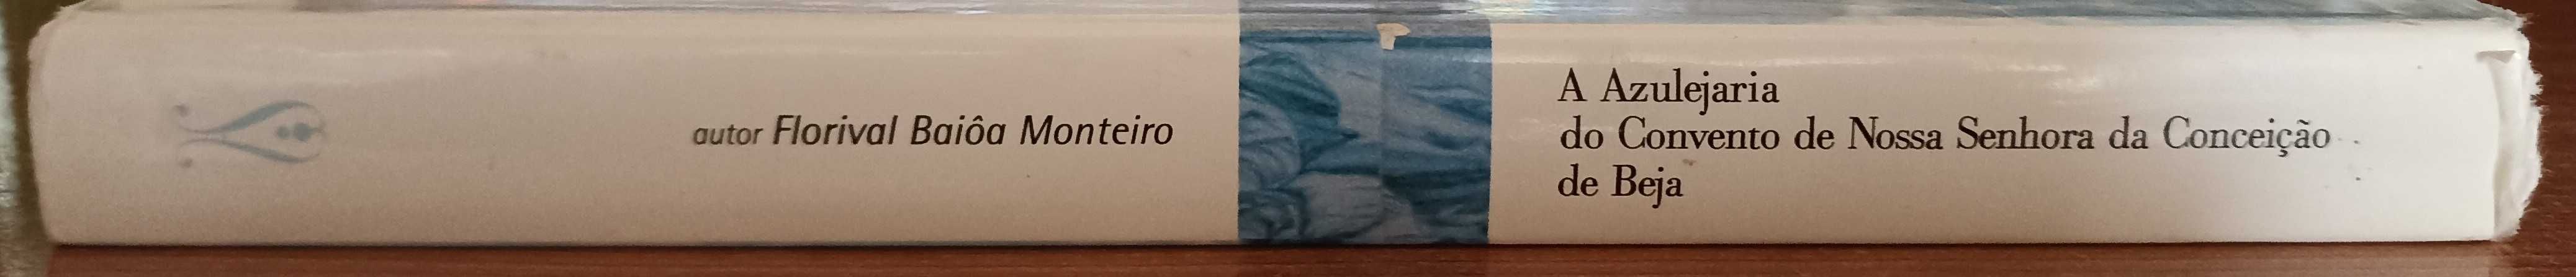 autor Florival Baiôa Monteiro
A Azulejaria
do Convento de Nossa Senhora da Conceição
de Beja